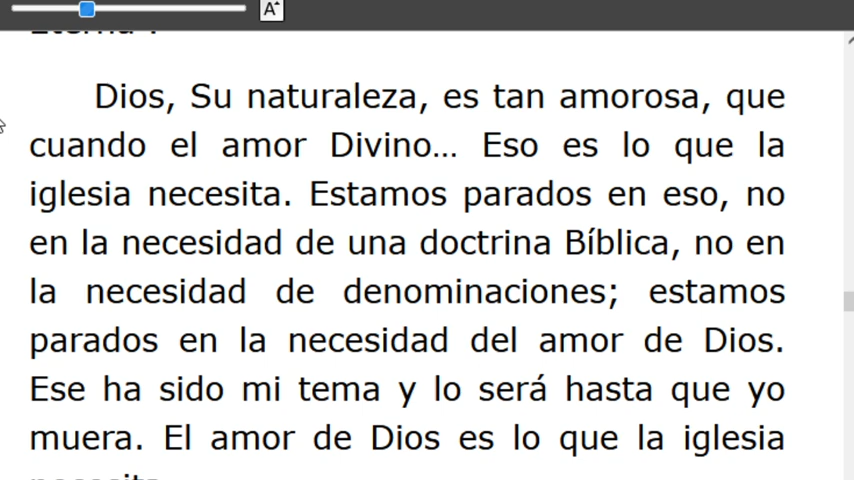 A
Dios, Su naturaleza, es tan amorosa, que
cuando el amor Divino... Eso es lo que la
iglesia necesita. Estamos parados en eso, no
en la necesidad de una doctrina Bíblica, no en
la necesidad de denominaciones; estamos
parados en la necesidad del amor de Dios.
Ese ha sido mi tema y lo será hasta que yo
muera. El amor de Dios es lo que la iglesia